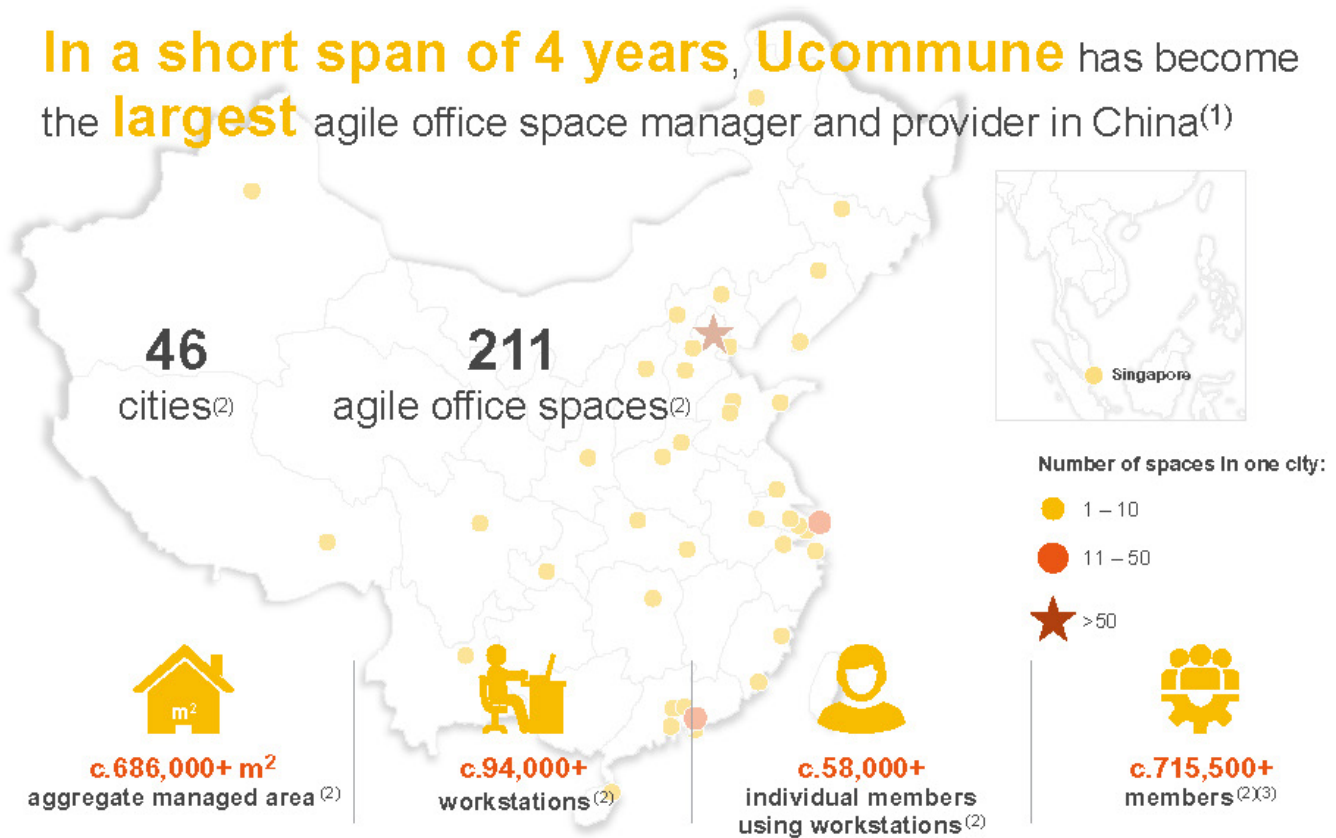 In a short span of 4 years, Ucommune has become
the largest agile office space manager and provider in China(1)
46
cities(2)
211
agile office spaces(2)
Singapore
Number of spaces in one city:
1 – 10
11 – 50
>50
m²
c.686,000+ m²
aggregate managed area (2)
c.94,000+
workstations(2)
c.58,000+
individual members
using workstations (2)
c.715,500+
members(2)(3)